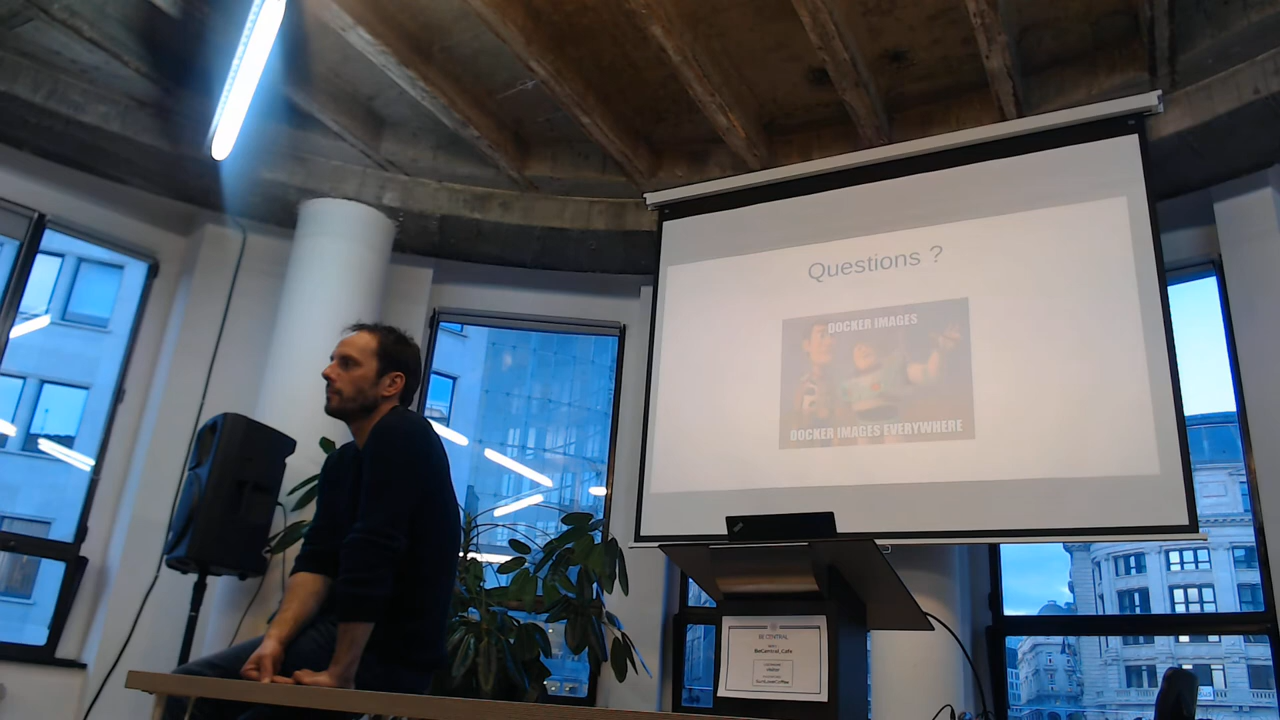 Questions ?
DOCKER IMAGES
DOCKER IMAGES EVERYWHERE
BE CENTRAL
BeCentral_Cafe